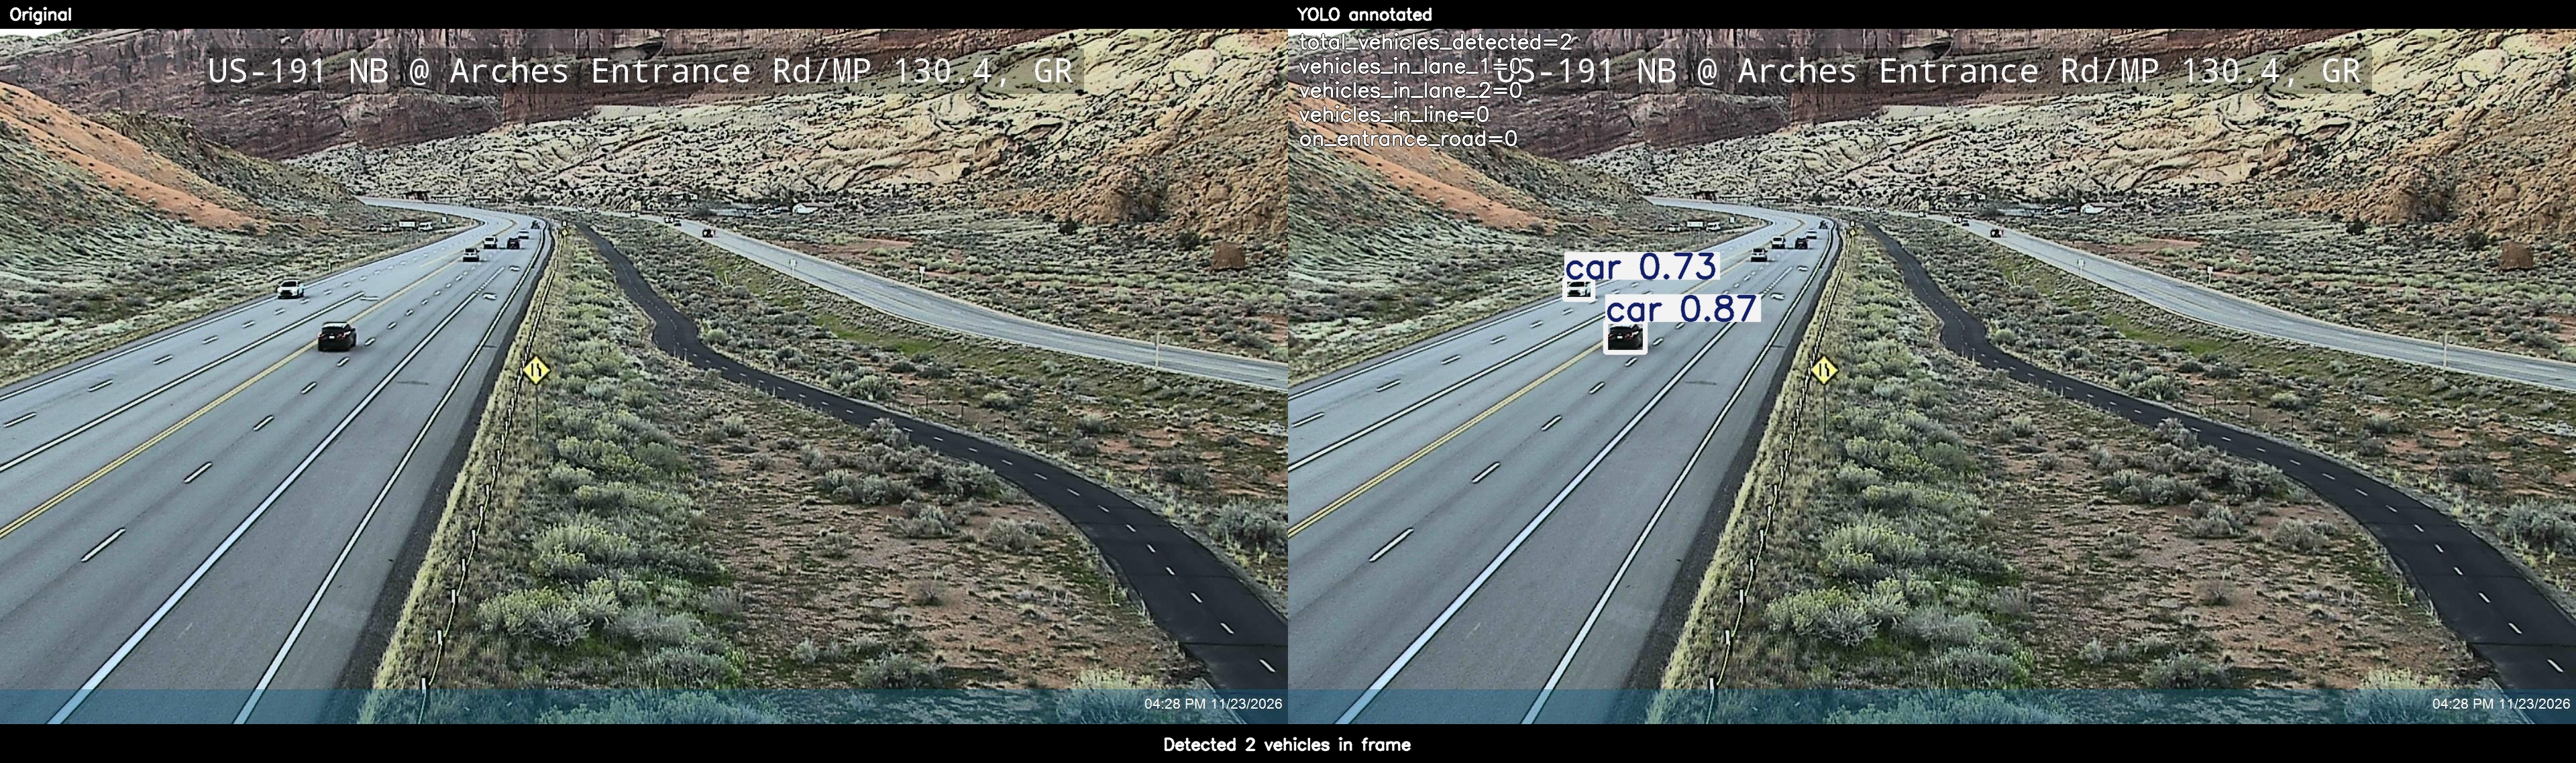 Original
US-191 NB @ Arches Entrance Rd/MP 130.4, GR
04:28 PM 11/23/2026
YOLO annotated
total_vehicles_detected=2
vehicles_in_lane_1=0
US-191 NB @ Arches Entrance Rd/MP 130.4, GR
vehicles_in_lane_2=0
vehicles_in_line=0
on_entrance_road=0
car 0.73
car 0.87
04:28 PM 11/23/2026
Detected 2 vehicles in frame